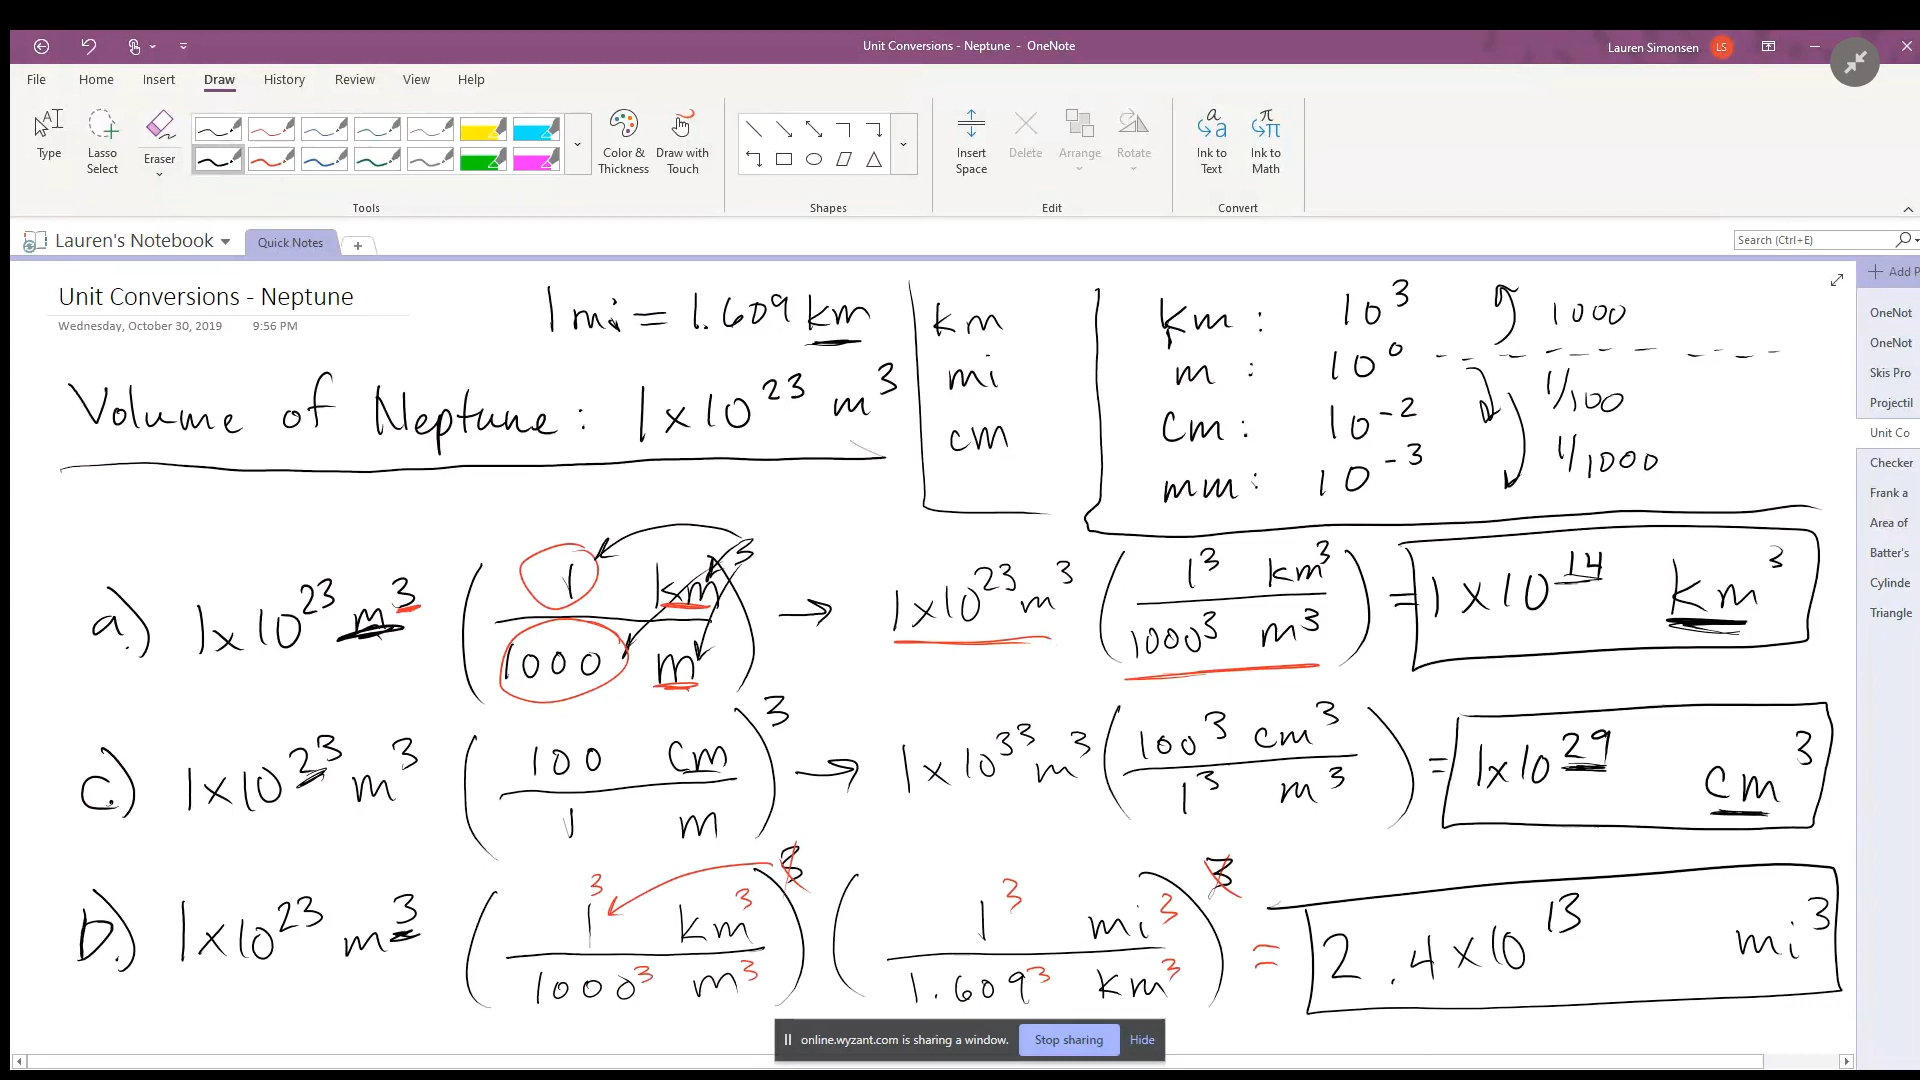 Unit Conversions - Neptune - OneNote
Lauren Simonsen LS
File Home Insert Draw History Review View Help
Type
Lasso Select
Eraser
Color & Thickness
Draw with Touch
Insert Space
Delete
Arrange
Rotate
Ink to Text
Ink to Math
Tools
Shapes
Edit
Convert
Lauren's Notebook
Quick Notes
Search (Ctrl+E)
Unit Conversions - Neptune
Wednesday, October 30, 2019 9:56 PM
1 mi = 1.609 km
km
mi
cm
km : 10^3 1000
m : 10^0
cm : 10^-2 1/100
mm : 10^-3 1/1000
Volume of Neptune: 1x10^23 m^3
a.) 1x10^23 m^3 (1 km / 1000 m)^3 → 1x10^23 m^3 (1^3 km^3 / 1000^3 m^3) = 1x10^14 km^3
c.) 1x10^23 m^3 (100 cm / 1 m)^3 → 1x10^33 m^3 (100^3 cm^3 / 1^3 m^3) = 1x10^29 cm^3
b.) 1x10^23 m^3 (1^3 km^3 / 1000^3 m^3)^3 (1^3 mi^3 / 1.609^3 km^3)^3 = 2.4x10^13 mi^3
Add P
OneNot
OneNot
Skis Pro
Projectil
Unit Co
Checker
Frank a
Area of
Batter's
Cylinde
Triangle
online.wyzant.com is sharing a window. Stop sharing Hide